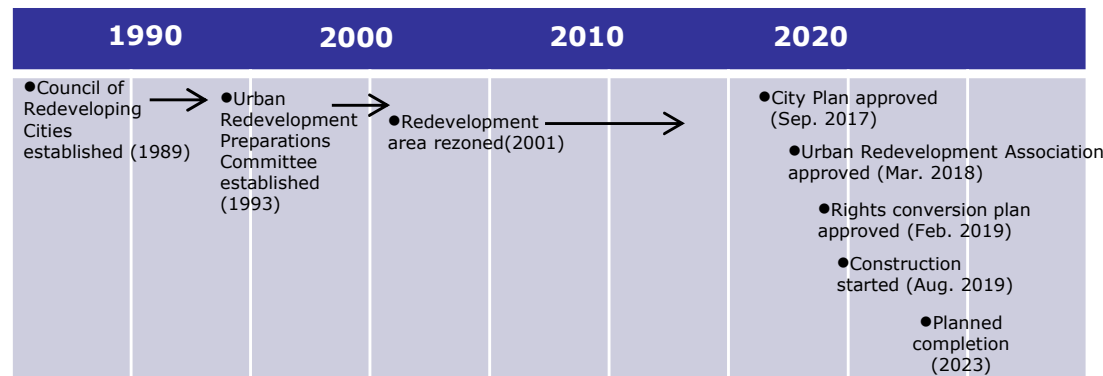 1990 2000 2010 2020
●Council of
Redeveloping
Cities
established (1989)
●Urban
Redevelopment
Preparations
Committee
established
(1993)
●Redevelopment
area rezoned(2001)
●City Plan approved
(Sep. 2017)
●Urban Redevelopment Association
approved (Mar. 2018)
●Rights conversion plan
approved (Feb. 2019)
●Construction
started (Aug. 2019)
●Planned
completion
(2023)